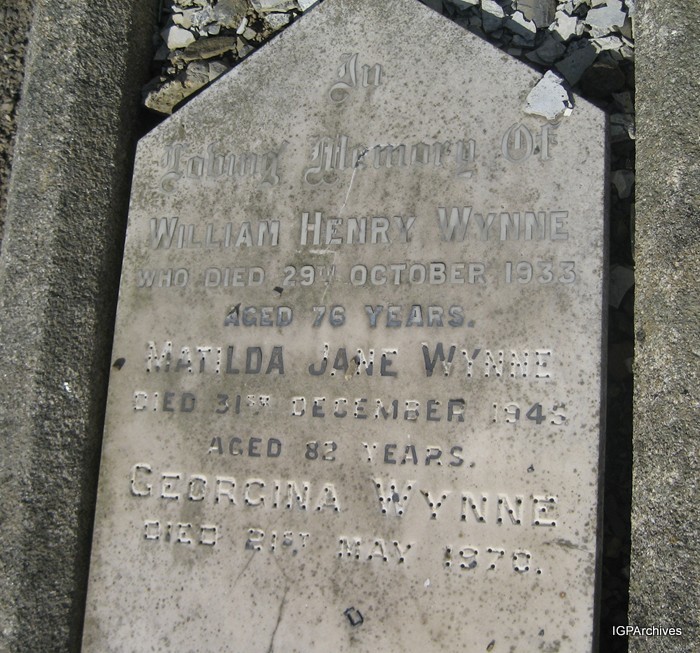 In
Loving Memory Of
WILLIAM HENRY WYNNE
WHO DIED 29TH OCTOBER 1933
AGED 76 YEARS.
MATILDA JANE WYNNE
DIED 31ST DECEMBER 1945
AGED 82 YEARS.
GEORGINA WYNNE
DIED 21ST MAY 1970.
IGPArchives